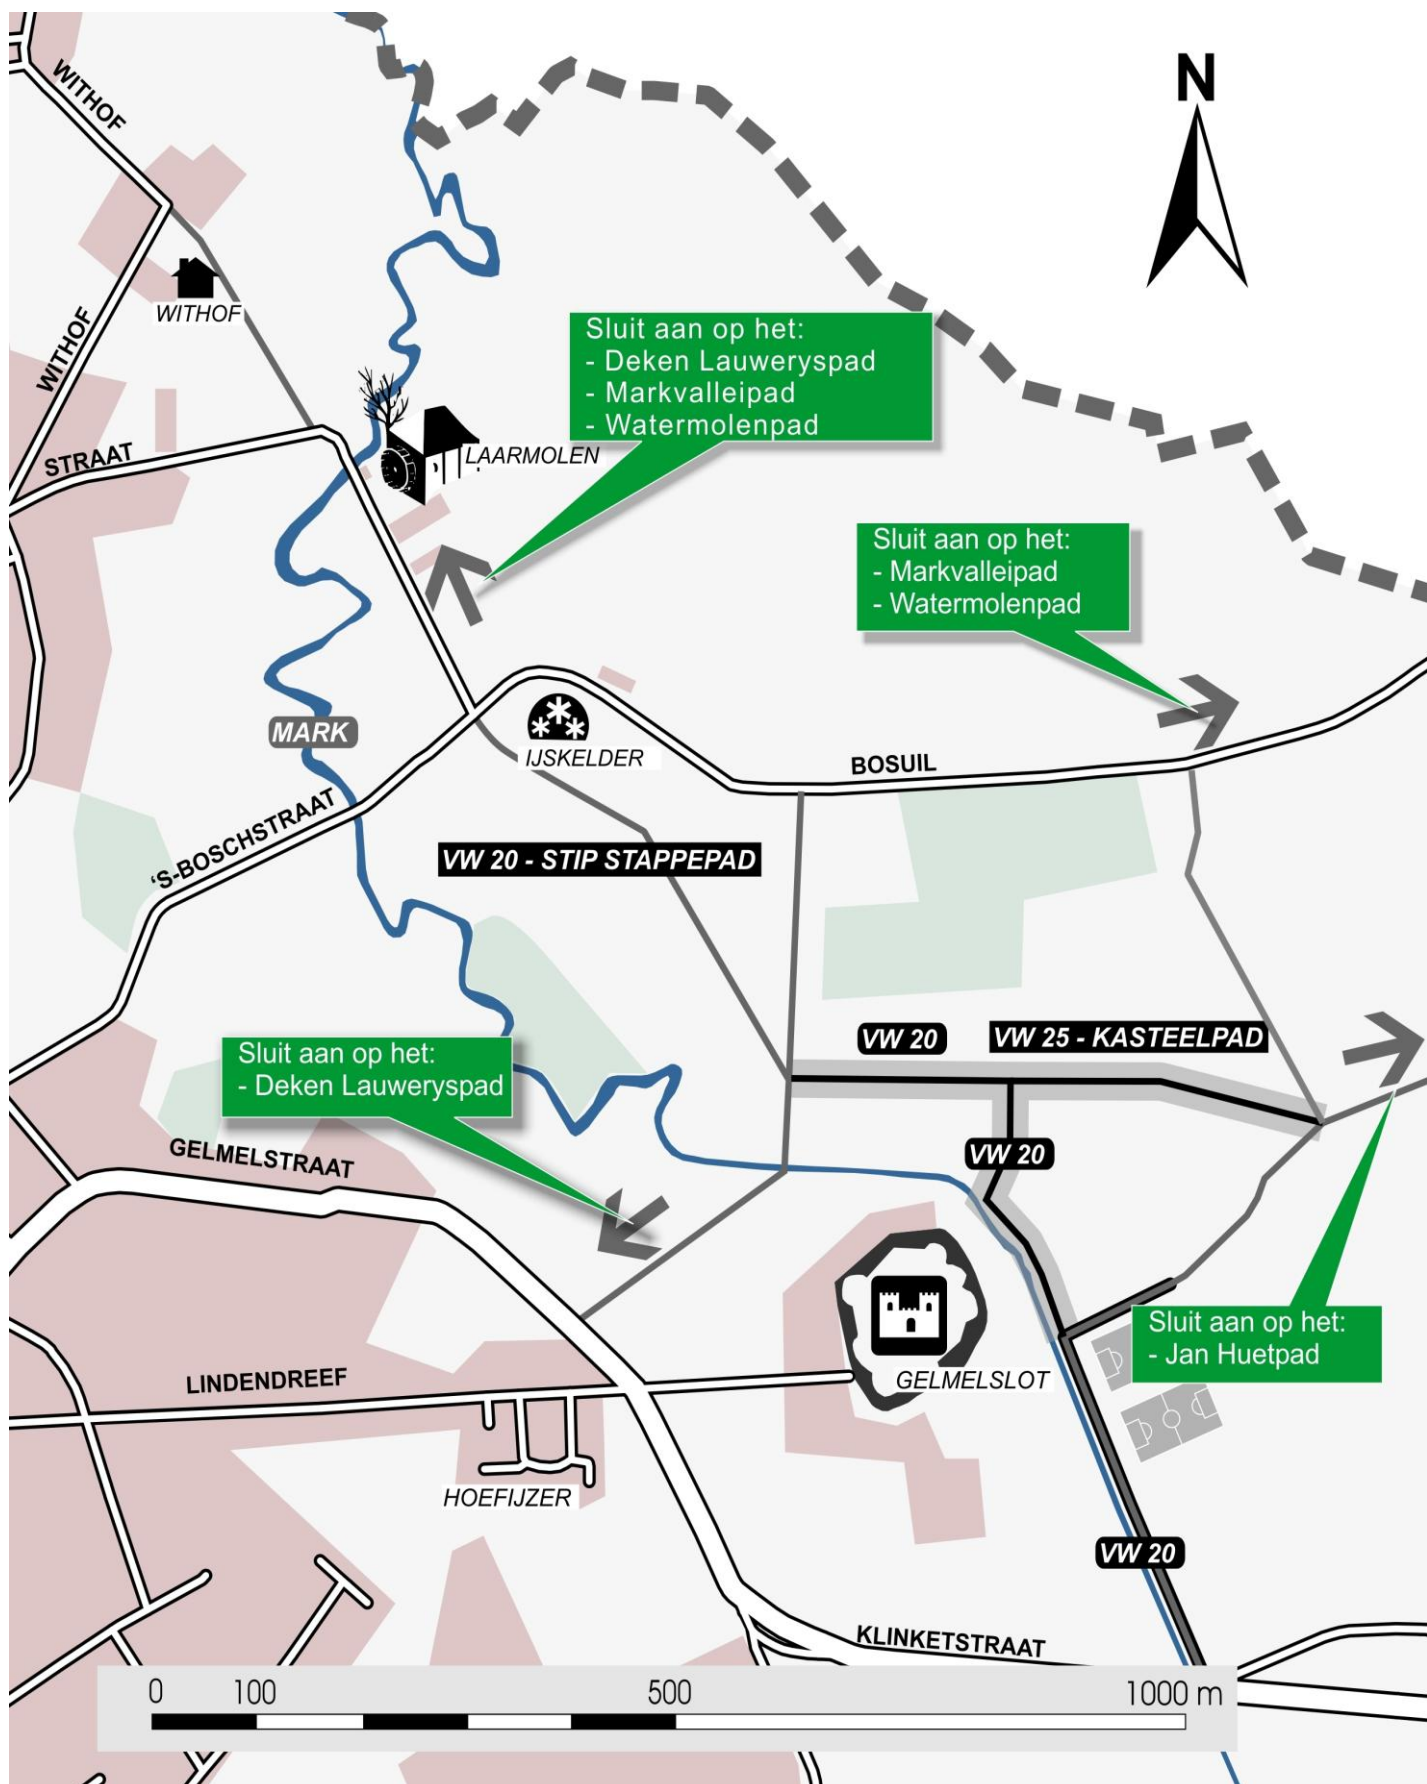 N
WITHOF
WITHOF
WITHOF
STRAAT
Sluit aan op het:
- Deken Lauweryspad
- Markvalleipad
- Watermolenpad
LAARMOLEN
Sluit aan op het:
- Markvalleipad
- Watermolenpad
MARK
IJSKELDER
BOSUIL
'S-BOSCHSTRAAT
VW 20 - STIP STAPPEPAD
VW 20
VW 25 - KASTEELPAD
Sluit aan op het:
- Deken Lauweryspad
GELMELSTRAAT
VW 20
Sluit aan op het:
- Jan Huetpad
LINDENDREEF
GELMELSLOT
HOEFIJZER
VW 20
KLINKETSTRAAT
0 100 500 1000 m